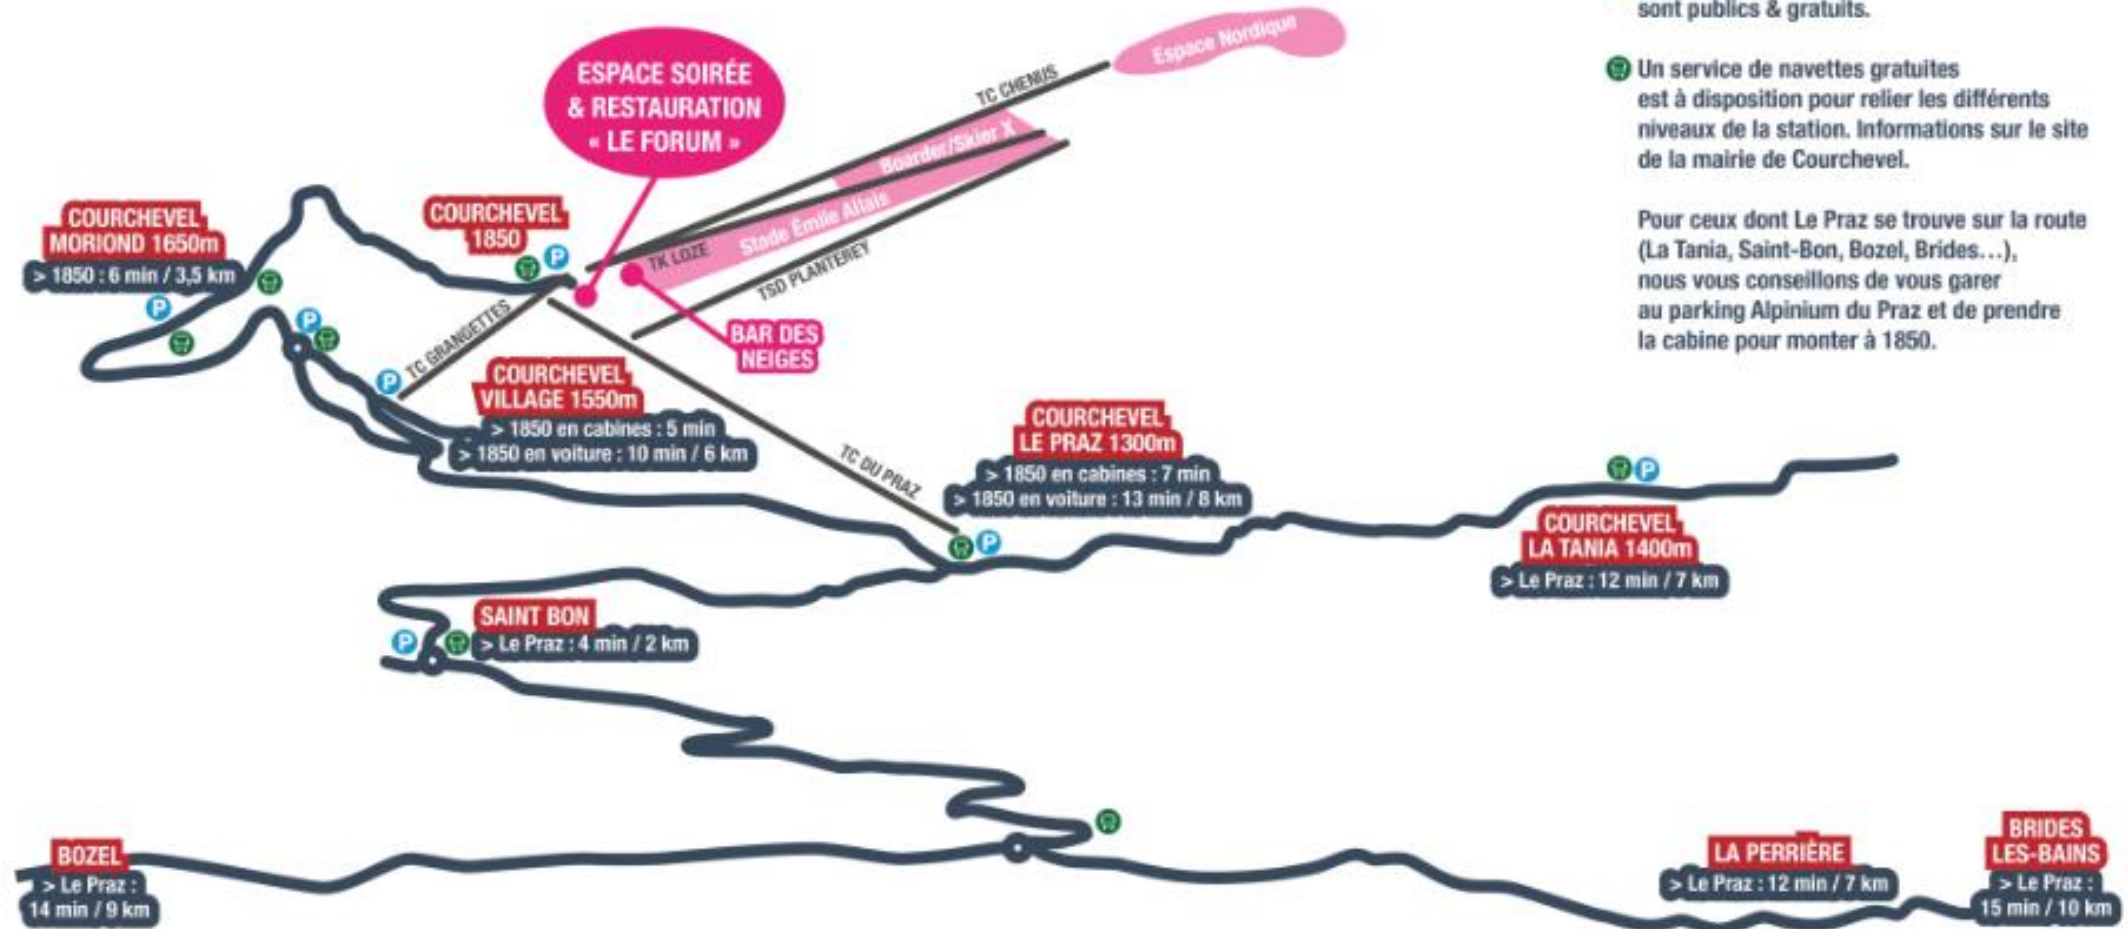 sont publics & gratuits.
Un service de navettes gratuites
est à disposition pour relier les différents
niveaux de la station. Informations sur le site
de la mairie de Courchevel.
Pour ceux dont Le Praz se trouve sur la route
(La Tania, Saint-Bon, Bozel, Brides…),
nous vous conseillons de vous garer
au parking Alpinium du Praz et de prendre
la cabine pour monter à 1850.
Espace Nordique
TC CHENUS
ESPACE SOIRÉE
& RESTAURATION
« LE FORUM »
Boarder/Skier X
Stade Émile Allais
TK LOZE
TSD PLANTEREY
COURCHEVEL
MORIOND 1650m
> 1850 : 6 min / 3,5 km
COURCHEVEL
1850
P
P
P
P
TC GRANGETTES
BAR DES
NEIGES
COURCHEVEL
VILLAGE 1550m
> 1850 en cabines : 5 min
> 1850 en voiture : 10 min / 6 km
TC DU PRAZ
COURCHEVEL
LE PRAZ 1300m
> 1850 en cabines : 7 min
> 1850 en voiture : 13 min / 8 km
P
P
COURCHEVEL
LA TANIA 1400m
> Le Praz : 12 min / 7 km
SAINT BON
> Le Praz : 4 min / 2 km
P
BOZEL
> Le Praz :
14 min / 9 km
LA PERRIÈRE
> Le Praz : 12 min / 7 km
BRIDES
LES-BAINS
> Le Praz :
15 min / 10 km